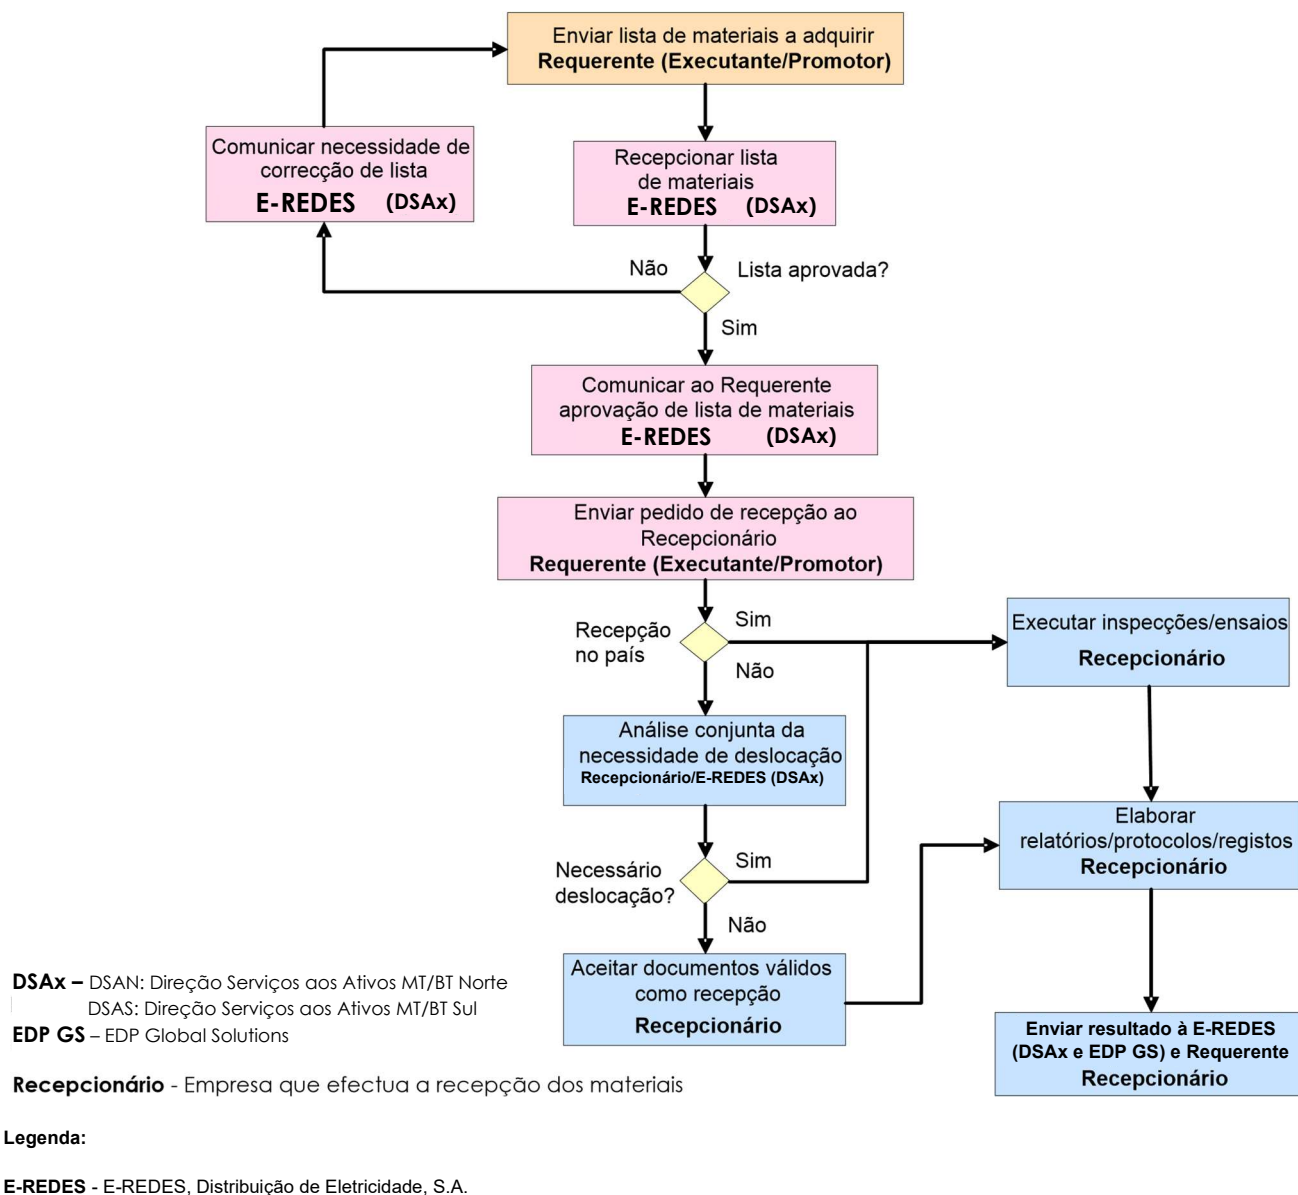 Enviar lista de materiais a adquirir
Requerente (Executante/Promotor)
Comunicar necessidade de
correcção de lista
E-REDES (DSAx)
Recepcionar lista
de materiais
E-REDES (DSAx)
Não
Lista aprovada?
Sim
Comunicar ao Requerente
aprovação de lista de materiais
E-REDES (DSAx)
Enviar pedido de recepção ao
Recepcionário
Requerente (Executante/Promotor)
Recepção
no país
Sim
Não
Executar inspecções/ensaios
Recepcionário
Análise conjunta da
necessidade de deslocação
Recepcionário/E-REDES (DSAx)
Elaborar
relatórios/protocolos/registos
Recepcionário
Necessário
deslocação?
Sim
Não
Aceitar documentos válidos
como recepção
Recepcionário
Enviar resultado à E-REDES
(DSAx e EDP GS) e Requerente
Recepcionário
DSAx – DSAN: Direção Serviços aos Ativos MT/BT Norte
DSAS: Direção Serviços aos Ativos MT/BT Sul
EDP GS – EDP Global Solutions
Recepcionário - Empresa que efectua a recepção dos materiais
Legenda:
E-REDES - E-REDES, Distribuição de Eletricidade, S.A.